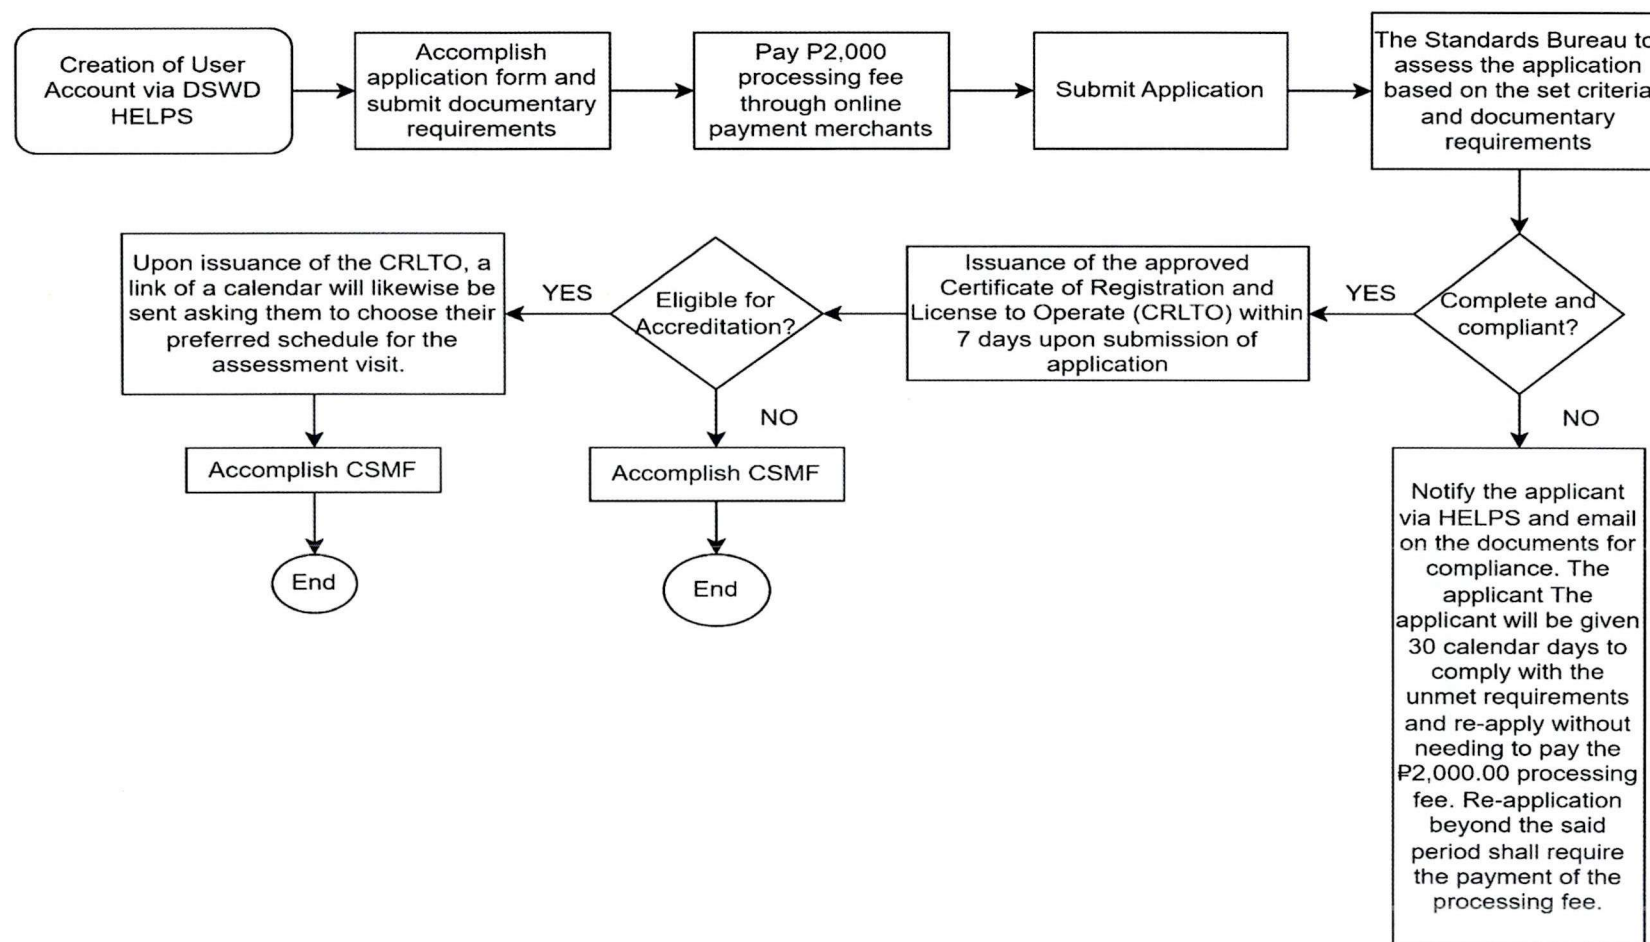 Creation of User
Account via DSWD
HELPS
Accomplish
application form and
submit documentary
requirements
Pay P2,000
processing fee
through online
payment merchants
Submit Application
The Standards Bureau to
assess the application
based on the set criteria
and documentary
requirements
Complete and
compliant?
YES
Issuance of the approved
Certificate of Registration and
License to Operate (CRLTO) within
7 days upon submission of
application
Eligible for
Accreditation?
YES
Upon issuance of the CRLTO, a
link of a calendar will likewise be
sent asking them to choose their
preferred schedule for the
assessment visit.
Accomplish CSMF
End
NO
Accomplish CSMF
End
NO
Notify the applicant
via HELPS and email
on the documents for
compliance. The
applicant The
applicant will be given
30 calendar days to
comply with the
unmet requirements
and re-apply without
needing to pay the
₱2,000.00 processing
fee. Re-application
beyond the said
period shall require
the payment of the
processing fee.